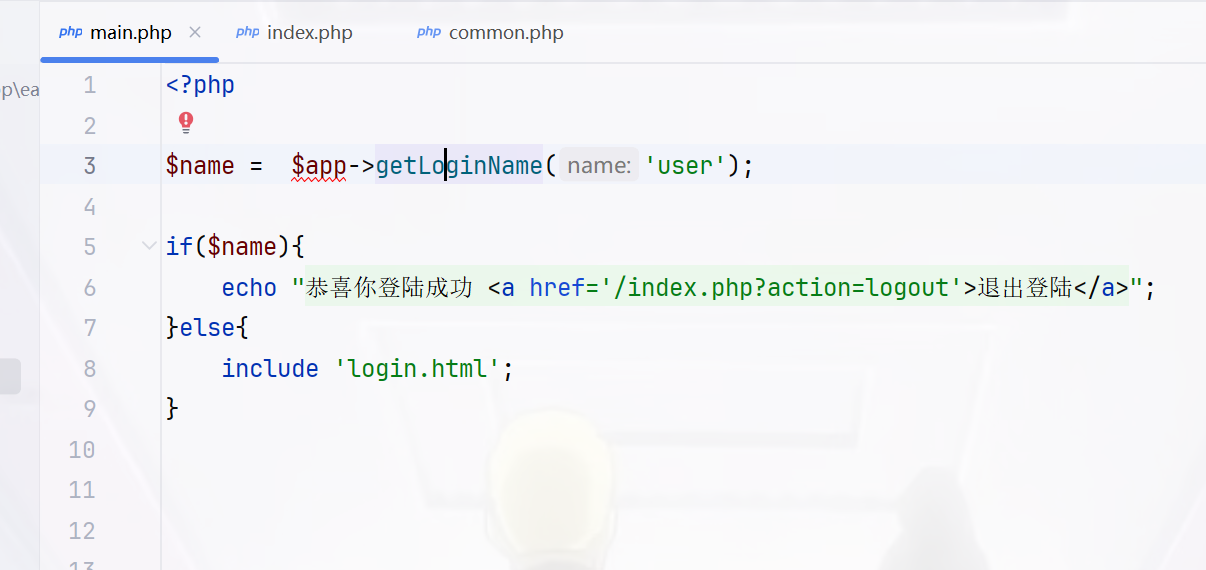 php main.php × php index.php php common.php
p\ea
1 <?php
2
3 $name =  $app->getLoginName( name: 'user');
4
5 if($name){
6     echo "恭喜你登陆成功 <a href='/index.php?action=logout'>退出登陆</a>";
7 }else{
8     include 'login.html';
9 }
10
11
12
13